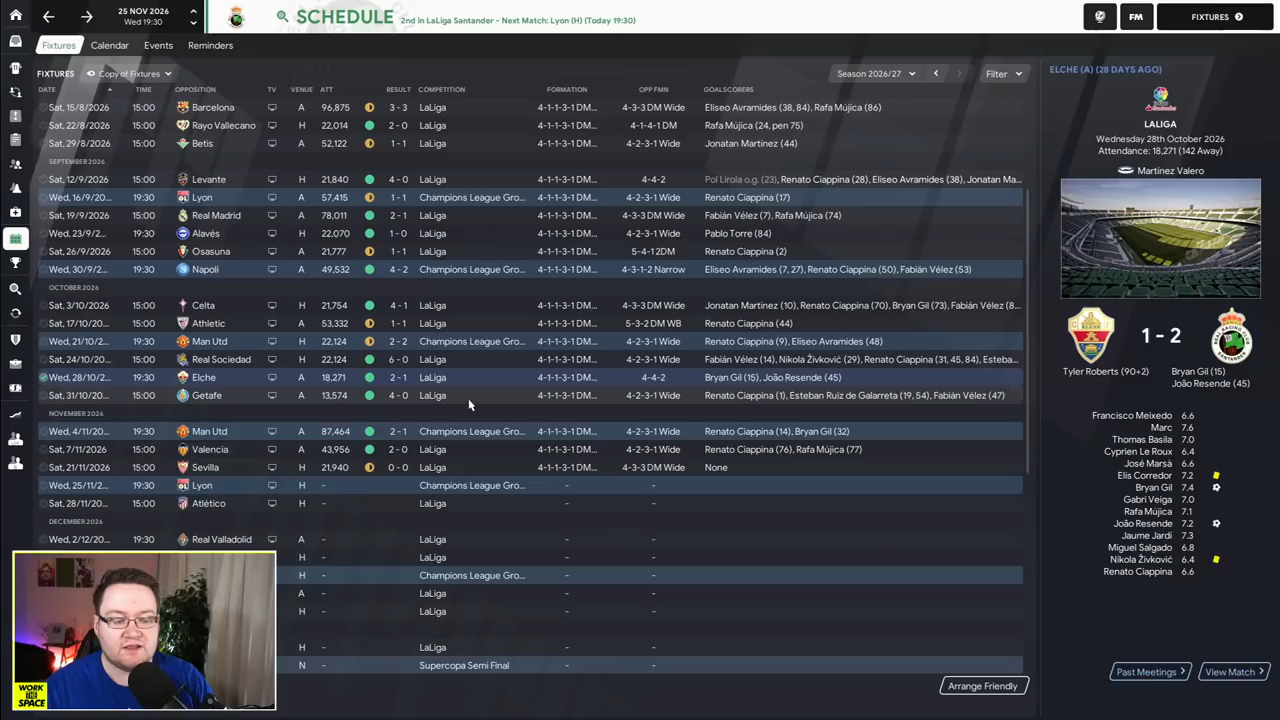 25 NOV 2026
Wed 19:30
SCHEDULE
2nd in LaLiga Santander - Next Match: Lyon (H) (Today 19:30)
FM
FIXTURES
Fixtures Calendar Events Reminders
FIXTURES Copy of Fixtures Season 2026/27 Filter
DATE TIME OPPOSITION TV VENUE ATT RESULT COMPETITION FORMATION OPP FMN GOALSCORERS
Sat, 15/8/2026 15:00 Barcelona A 96,875 3 - 3 LaLiga 4-1-1-3-1 DM... 4-3-3 DM Wide Eliseo Avramides (38, 84), Rafa Mújica (86)
Sat, 22/8/2026 15:00 Rayo Vallecano H 22,014 2 - 0 LaLiga 4-1-1-3-1 DM... 4-1-4-1 DM Rafa Mújica (24, pen 75)
Sat, 29/8/2026 15:00 Betis A 52,122 1 - 1 LaLiga 4-1-1-3-1 DM... 4-2-3-1 Wide Jonatan Martínez (44)
SEPTEMBER 2026
Sat, 12/9/2026 15:00 Levante H 21,840 4 - 0 LaLiga 4-1-1-3-1 DM... 4-4-2 Pol Lirola o.g. (23), Renato Ciappina (28), Eliseo Avramides (38), Jonatan Ma...
Wed, 16/9/20... 19:30 Lyon A 57,415 1 - 1 Champions League Gro... 4-1-1-3-1 DM... 4-2-3-1 Wide Renato Ciappina (17)
Sat, 19/9/2026 15:00 Real Madrid A 78,011 2 - 1 LaLiga 4-1-1-3-1 DM... 4-3-3 DM Wide Fabián Vélez (7), Rafa Mújica (74)
Wed, 23/9/2... 19:30 Alavés H 22,070 1 - 0 LaLiga 4-1-1-3-1 DM... 4-2-3-1 Wide Pablo Torre (84)
Sat, 26/9/2026 15:00 Osasuna A 21,777 1 - 1 LaLiga 4-1-1-3-1 DM... 5-4-12DM Renato Ciappina (2)
Wed, 30/9/2... 19:30 Napoli A 49,532 4 - 2 Champions League Gro... 4-1-1-3-1 DM... 4-3-1-2 Narrow Eliseo Avramides (7, 27), Renato Ciappina (50), Fabián Vélez (53)
OCTOBER 2026
Sat, 3/10/2026 15:00 Celta H 21,754 4 - 1 LaLiga 4-1-1-3-1 DM... 4-3-3 DM Wide Jonatan Martínez (10), Renato Ciappina (70), Bryan Gil (73), Fabián Vélez (8...
Sat, 17/10/20... 15:00 Athletic A 53,332 1 - 1 LaLiga 4-1-1-3-1 DM... 5-3-2 DM WB Renato Ciappina (44)
Wed, 21/10/2... 19:30 Man Utd H 22,124 2 - 2 Champions League Gro... 4-1-1-3-1 DM... 4-2-3-1 Wide Renato Ciappina (9), Eliseo Avramides (48)
Sat, 24/10/20... 15:00 Real Sociedad H 22,124 6 - 0 LaLiga 4-1-1-3-1 DM... 4-2-3-1 Wide Fabián Vélez (14), Nikola Živković (29), Renato Ciappina (31, 45, 84), Esteba...
Wed, 28/10/2... 19:30 Elche A 18,271 2 - 1 LaLiga 4-1-1-3-1 DM... 4-4-2 Bryan Gil (15), João Resende (45)
Sat, 31/10/20... 15:00 Getafe A 13,574 4 - 0 LaLiga 4-1-1-3-1 DM... 4-2-3-1 Wide Renato Ciappina (1), Esteban Ruiz de Galarreta (19, 54), Fabián Vélez (47)
NOVEMBER 2026
Wed, 4/11/20... 19:30 Man Utd A 87,464 2 - 1 Champions League Gro... 4-1-1-3-1 DM... 4-2-3-1 Wide Renato Ciappina (14), Bryan Gil (32)
Sat, 7/11/2026 15:00 Valencia A 43,956 2 - 0 LaLiga 4-1-1-3-1 DM... 4-2-3-1 Wide Renato Ciappina (76), Rafa Mújica (77)
Sat, 21/11/2026 15:00 Sevilla H 21,940 0 - 0 LaLiga 4-1-1-3-1 DM... 4-3-3 DM Wide None
Wed, 25/11/2... 19:30 Lyon H - Champions League Gro... - -
Sat, 28/11/20... 15:00 Atlético H - LaLiga - -
DECEMBER 2026
Wed, 2/12/20... 19:30 Real Valladolid A - LaLiga - -
H - LaLiga - -
H - Champions League Gro... - -
A - LaLiga - -
H - LaLiga - -
H - LaLiga - -
N - Supercopa Semi Final - -
Arrange Friendly
WORK
THE
SPACE
ELCHE (A) (28 DAYS AGO)
LALIGA
Wednesday 28th October 2026
Attendance: 18,271 (142 Away)
Martínez Valero
1 - 2
Tyler Roberts (90+2) Bryan Gil (15)
João Resende (45)
Francisco Meixedo 6.6
Marc 7.6
Thomas Basila 7.0
Cyprien Le Roux 6.4
José Marsà 6.6
Elis Corredor 7.2
Bryan Gil 7.4
Gabri Veiga 7.0
Rafa Mújica 7.1
João Resende 7.2
Jaume Jardí 7.3
Miguel Salgado 6.8
Nikola Živković 6.4
Renato Ciappina 6.6
Past Meetings View Match